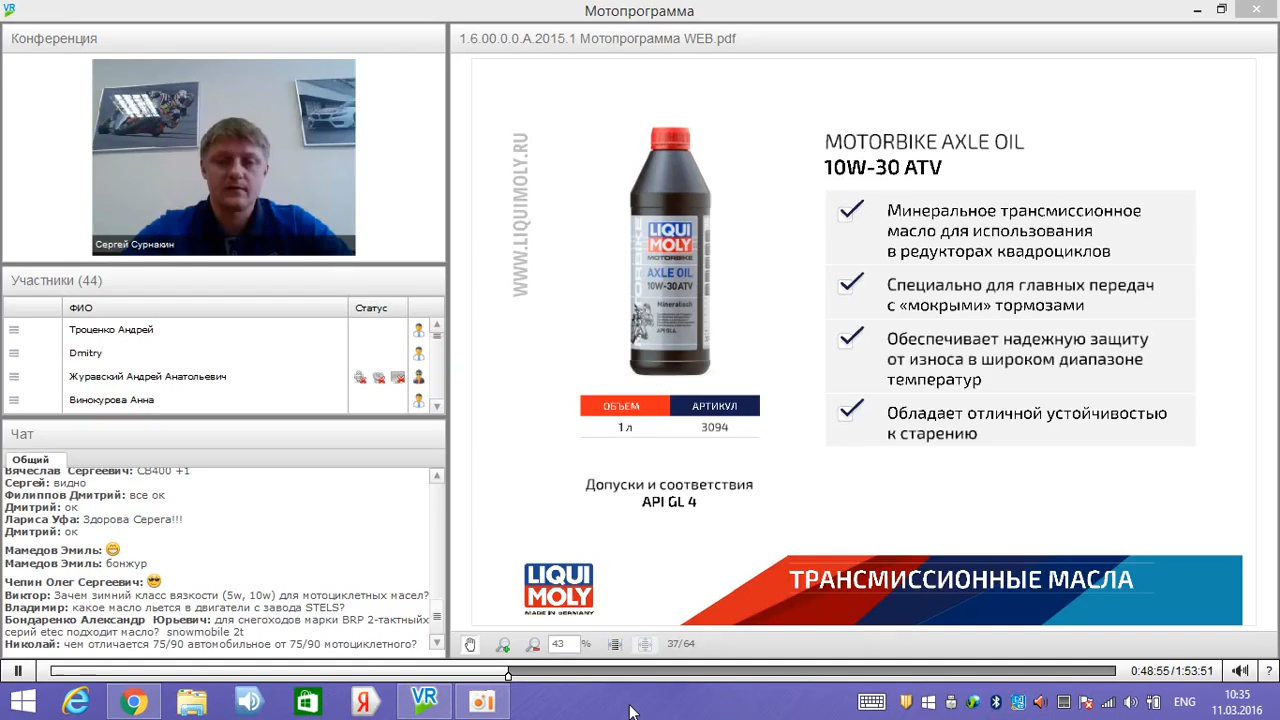 Мотопрограмма
Конференция
1.6.00.0.0.A.2015.1 Мотопрограмма WEB.pdf
Сергей Сурнакин
Участники (44)
ФИО
Статус
Троценко Андрей
Dmitry
Журавский Андрей Анатольевич
Винокурова Анна
Чат
Общий
Вячеслав Сергеевич: CB400 +1
Сергей: видно
Филиппов Дмитрий: все ок
Дмитрий: ок
Лариса Уфа: Здорова Серега!!!
Дмитрий: ок
Мамедов Эмиль:
Мамедов Эмиль: бонжур
Чепин Олег Сергеевич:
Виктор: Зачем зимний класс вязкости (5w, 10w) для мотоциклетных масел?
Владимир: какое масло льется в двигатели с завода STELS?
Бондаренко Александр Юрьевич: для снегоходов марки BRP 2-тактный
серий etec подходит масло? snowmobile 2t
Николай: чем отличается 75/90 автомобильное от 75/90 мотоциклетного?
WWW.LIQUIMOLY.RU
LIQUI
MOLY
MOTORBIKE
AXLE OIL
10W-30 ATV
Mineralisch
API GL4
ОБЪЕМ
АРТИКУЛ
1 л
3094
Допуски и соответствия
API GL 4
MOTORBIKE AXLE OIL
10W-30 ATV
Минеральное трансмиссионное
масло для использования
в редукторах квадроциклов
Специально для главных передач
с «мокрыми» тормозами
Обеспечивает надежную защиту
от износа в широком диапазоне
температур
Обладает отличной устойчивостью
к старению
LIQUI
MOLY
MADE IN GERMANY
ТРАНСМИССИОННЫЕ МАСЛА
43 %
37/64
0:48:55/1:53:51
?
VR
ENG
10:35
11.03.2016